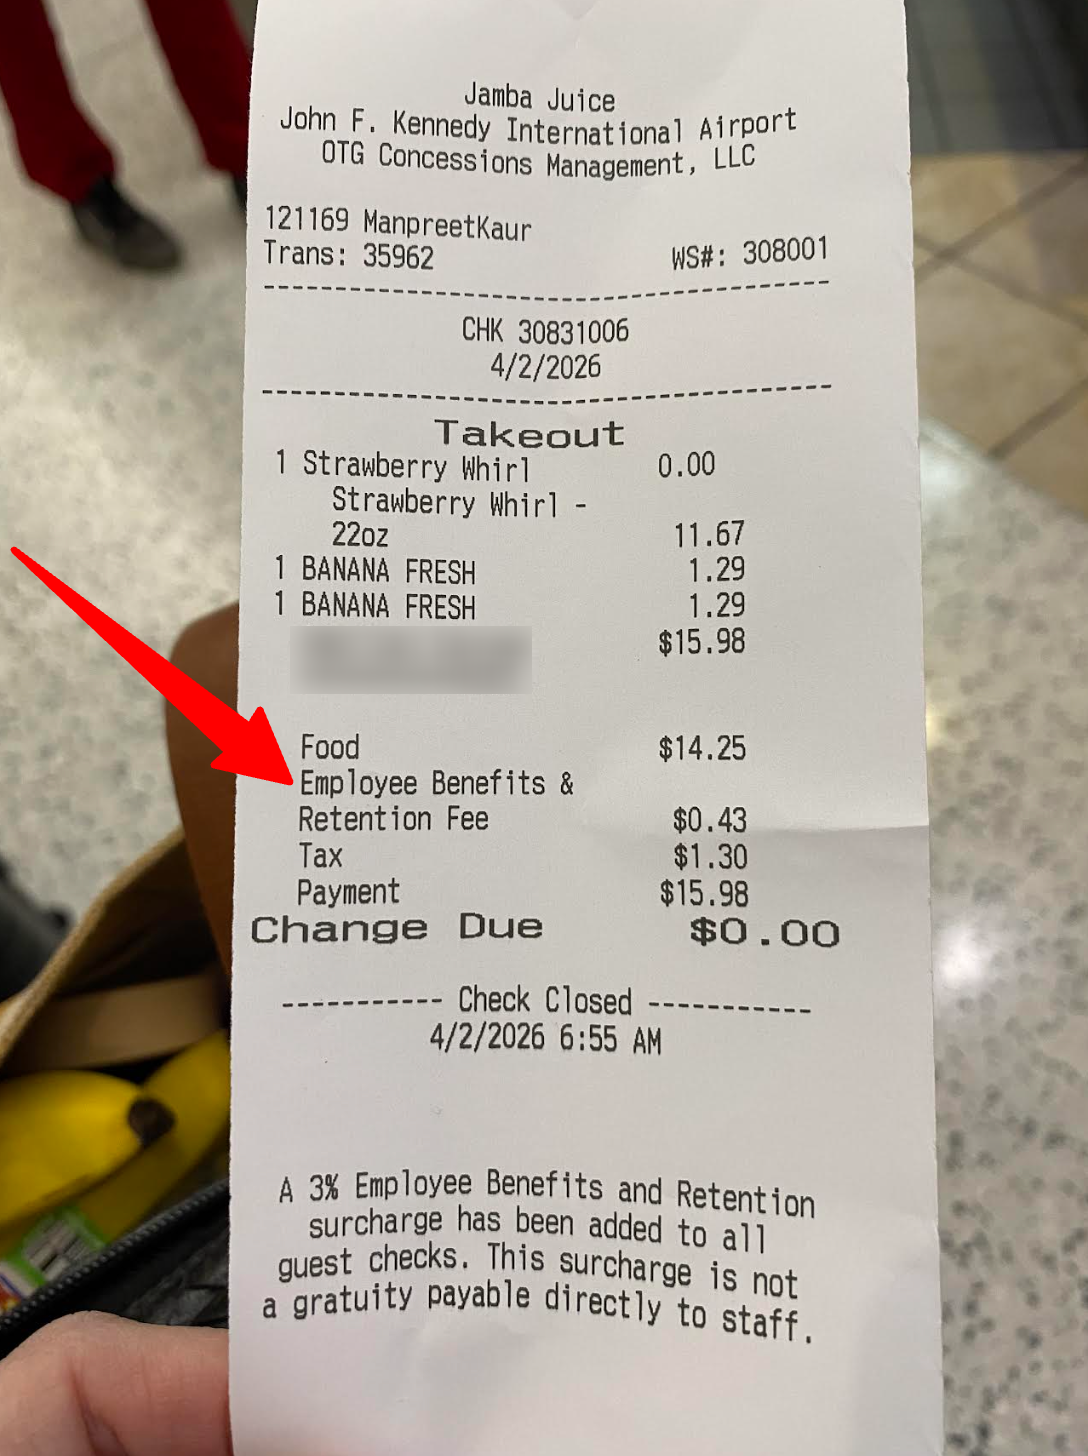 Jamba Juice
John F. Kennedy International Airport
OTG Concessions Management, LLC
121169 ManpreetKaur
Trans: 35962 WS#: 308001
CHK 30831006
4/2/2026
Takeout
1 Strawberry Whirl 0.00
Strawberry Whirl -
22oz 11.67
1 BANANA FRESH 1.29
1 BANANA FRESH 1.29
$15.98
Food $14.25
Employee Benefits &
Retention Fee $0.43
Tax $1.30
Payment $15.98
Change Due $0.00
----------- Check Closed -----------
4/2/2026 6:55 AM
A 3% Employee Benefits and Retention
surcharge has been added to all
guest checks. This surcharge is not
a gratuity payable directly to staff.